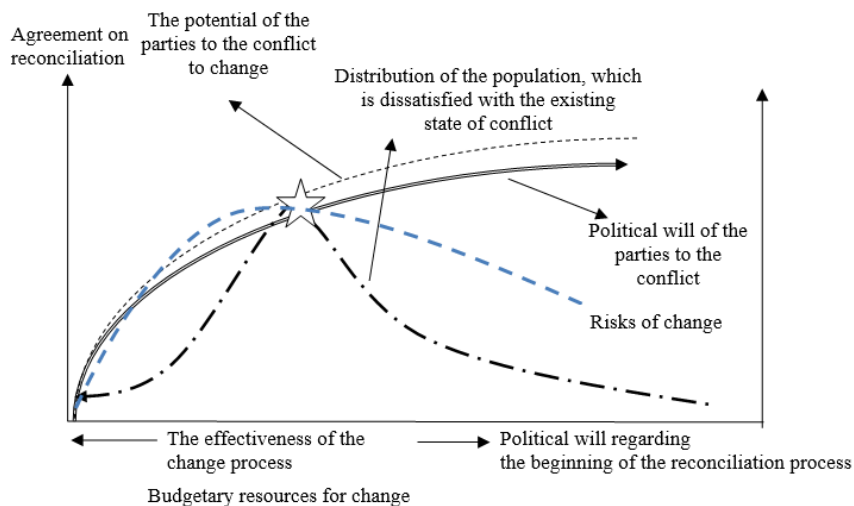 The potential of the
parties to the conflict
to change
Agreement on
reconciliation
Distribution of the population, which
is dissatisfied with the existing
state of conflict
Political will of the
parties to the
conflict
Risks of change
The effectiveness of the
change process
Political will regarding
the beginning of the reconciliation process
Budgetary resources for change